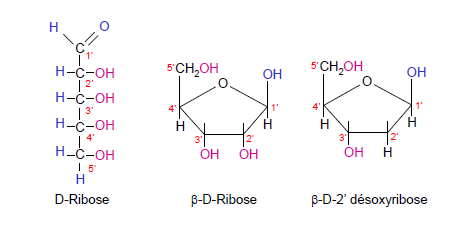 H O
C
1'
H C OH
2'
H C OH
3'
H C OH
4'
H C OH
5'
H
D-Ribose
5'CH2OH
O OH
4' 1'
H H
3' 2'
OH OH
β-D-Ribose
5'CH2OH
O OH
4' 1'
H H
3' 2'
OH H
β-D-2' désoxyribose